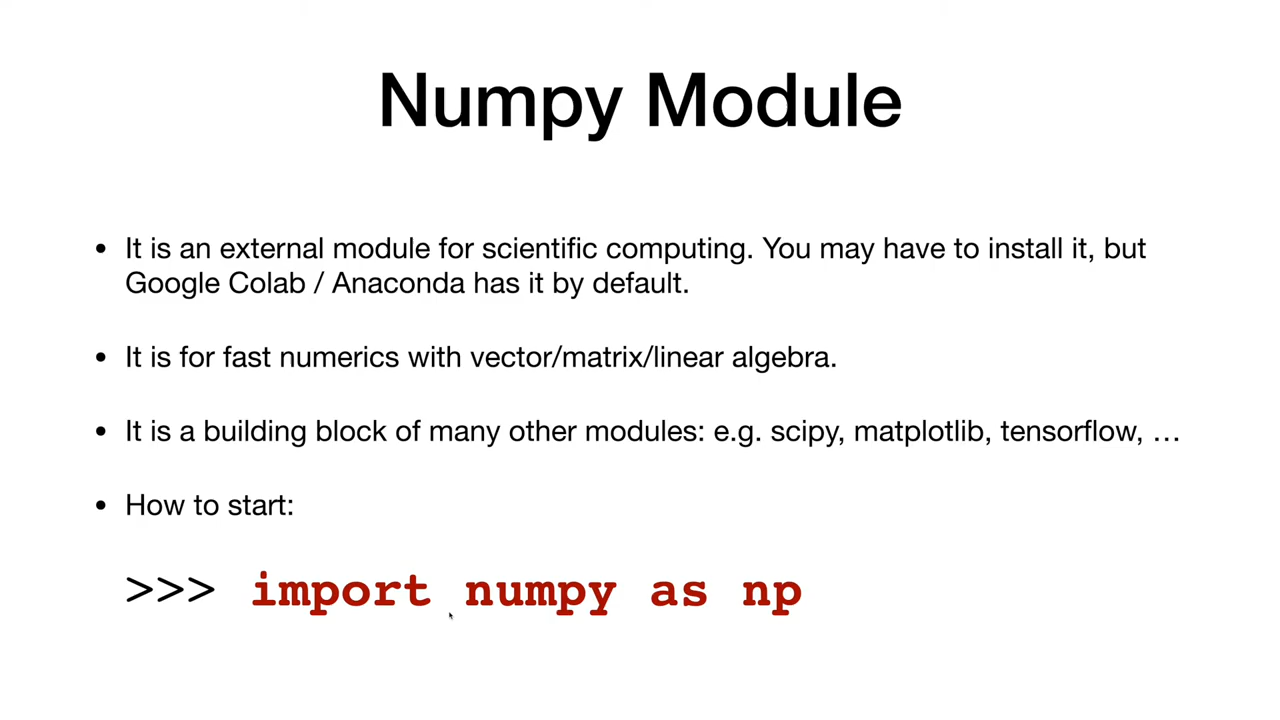 Numpy Module
• It is an external module for scientific computing. You may have to install it, but
Google Colab / Anaconda has it by default.
• It is for fast numerics with vector/matrix/linear algebra.
• It is a building block of many other modules: e.g. scipy, matplotlib, tensorflow, …
• How to start:
>>> import numpy as np